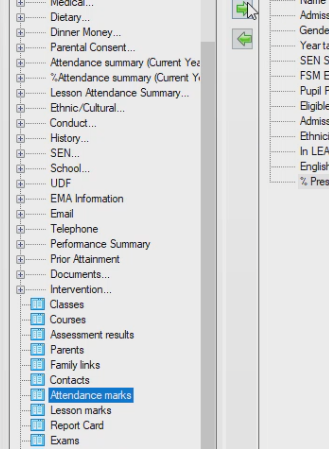 Medical...
Dietary...
Dinner Money...
Parental Consent...
Attendance summary (Current Yea
%Attendance summary (Current Ye
Lesson Attendance Summary...
Ethnic/Cultural...
Conduct...
History...
SEN...
School...
UDF
EMA Information
Email
Telephone
Performance Summary
Prior Attainment
Documents...
Intervention...
Classes
Courses
Assessment results
Parents
Family links
Contacts
Attendance marks
Lesson marks
Report Card
Exams
Name
Admiss
Gende
Year ta
SEN S
FSM E
Pupil F
Eligible
Admiss
Ethnici
In LEA
English
% Pres